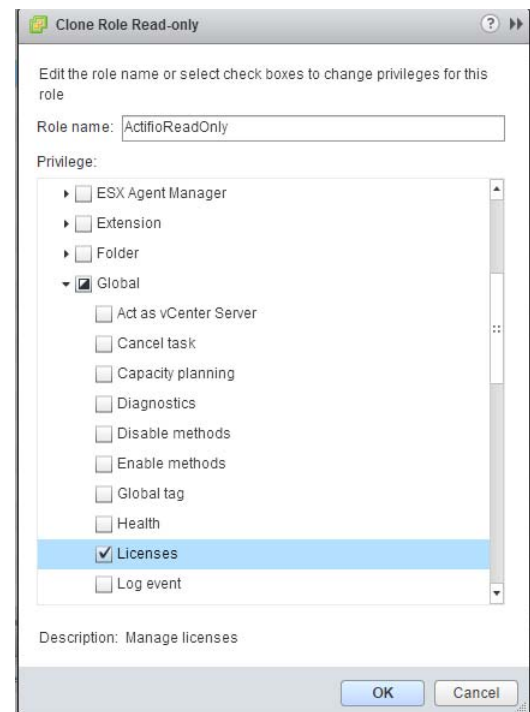 Clone Role Read-only
Edit the role name or select check boxes to change privileges for this
role
Role name: ActifioReadOnly
Privilege:
ESX Agent Manager
Extension
Folder
Global
Act as vCenter Server
Cancel task
Capacity planning
Diagnostics
Disable methods
Enable methods
Global tag
Health
Licenses
Log event
Description: Manage licenses
OK Cancel